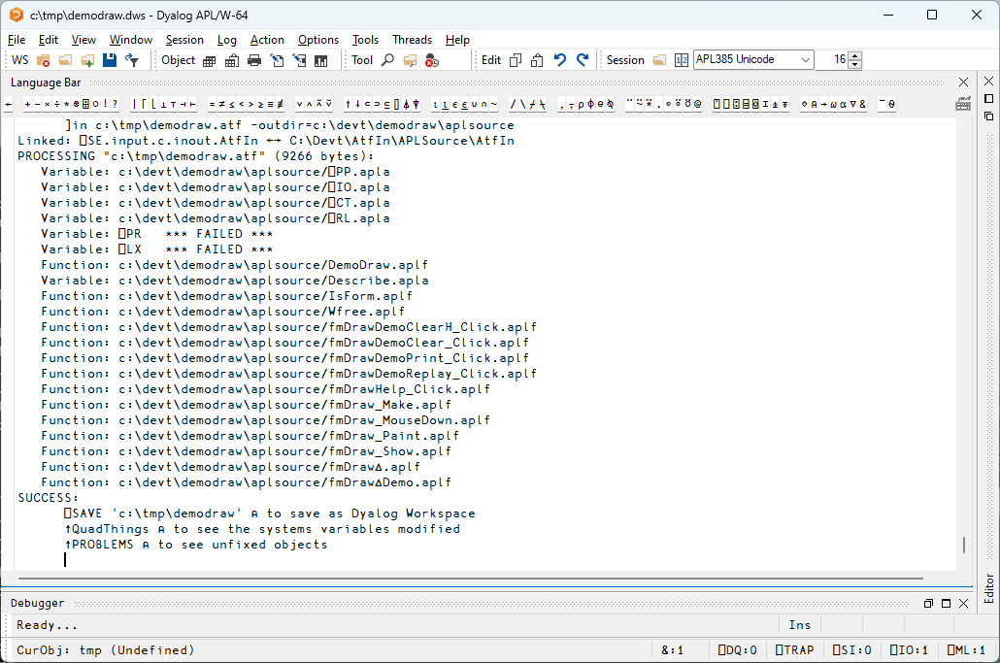 c:\tmp\demodraw.dws - Dyalog APL/W-64
File Edit View Window Session Log Action Options Tools Threads Help
WS Object Tool Edit Session APL385 Unicode 16
Language Bar
← + - × ÷ * ⍟ ⌹ ○ ! ? | ⌈ ⌊ ⊥ ⊤ ⊣ ⊢ = ≠ ≤ < > ≥ ≡ ≢ ∨ ∧ ⍲ ⍱ ↑ ↓ ⊂ ⊃ ⊆ ⌷ ⍋ ⍒ ⍳ ⍸ ∊ ⍷ ∪ ∩ ~ / \ ⌿ ⍀ , ⍪ ⍴ ⌽ ⊖ ⍉ ¨ ⍨ ⍣ . ∘ ⍤ ⍥ @ ⍞ ⎕ ⍠ ⌸ ⌺ ⌶ ⍎ ⍕ ⋄ ⍝ → ⍵ ⍺ ∇ & ¯ ⍬
]in c:\tmp\demodraw.atf -outdir=c:\devt\demodraw\aplsource
Linked: ⎕SE.input.c.inout.AtfIn ←→ C:\Devt\AtfIn\APLSource\AtfIn
PROCESSING "c:\tmp\demodraw.atf" (9266 bytes):
Variable: c:\devt\demodraw\aplsource/⎕PP.apla
Variable: c:\devt\demodraw\aplsource/⎕IO.apla
Variable: c:\devt\demodraw\aplsource/⎕CT.apla
Variable: c:\devt\demodraw\aplsource/⎕RL.apla
Variable: ⎕PR *** FAILED ***
Variable: ⎕LX *** FAILED ***
Function: c:\devt\demodraw\aplsource/DemoDraw.aplf
Variable: c:\devt\demodraw\aplsource/Describe.apla
Function: c:\devt\demodraw\aplsource/IsForm.aplf
Function: c:\devt\demodraw\aplsource/Wfree.aplf
Function: c:\devt\demodraw\aplsource/fmDrawDemoClearH_Click.aplf
Function: c:\devt\demodraw\aplsource/fmDrawDemoClear_Click.aplf
Function: c:\devt\demodraw\aplsource/fmDrawDemoPrint_Click.aplf
Function: c:\devt\demodraw\aplsource/fmDrawDemoReplay_Click.aplf
Function: c:\devt\demodraw\aplsource/fmDrawHelp_Click.aplf
Function: c:\devt\demodraw\aplsource/fmDraw_Make.aplf
Function: c:\devt\demodraw\aplsource/fmDraw_MouseDown.aplf
Function: c:\devt\demodraw\aplsource/fmDraw_Paint.aplf
Function: c:\devt\demodraw\aplsource/fmDraw_Show.aplf
Function: c:\devt\demodraw\aplsource/fmDraw∆.aplf
Function: c:\devt\demodraw\aplsource/fmDraw∆Demo.aplf
SUCCESS:
⎕SAVE 'c:\tmp\demodraw' ⍝ to save as Dyalog Workspace
↑QuadThings ⍝ to see the systems variables modified
↑PROBLEMS ⍝ to see unfixed objects
Editor
Debugger
Ready... Ins
CurObj: tmp (Undefined) &:1 ⎕DQ:0 ⎕TRAP ⎕SI:0 ⎕IO:1 ⎕ML:1